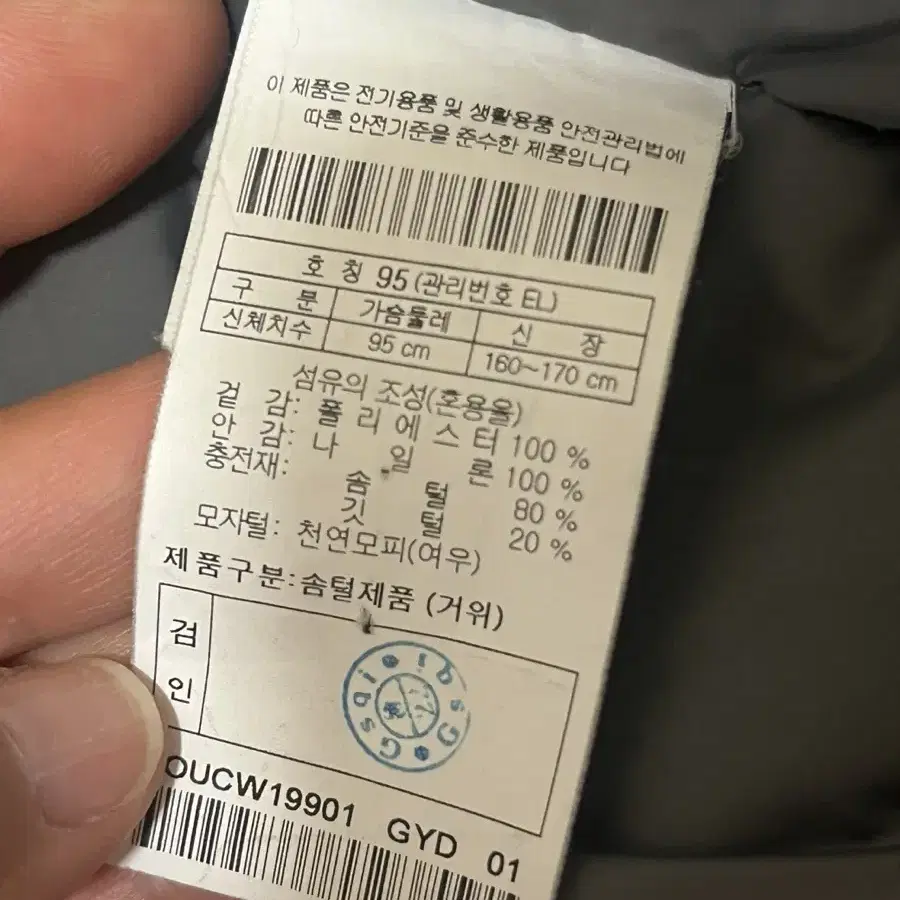 이 제품은 전기용품 및 생활용품 안전관리법에
따른 안전기준을 준수한 제품입니다
호 칭 95 (관리번호 EL)
구 분 가슴둘레 신 장
신체치수 95 cm 160~170 cm
섬유의 조성(혼용율)
겉 감: 폴 리 에 스 터 100 %
안 감: 나 일 론 100 %
충전재: 솜 털 80 %
깃 털 20 %
모자털: 천연모피(여우)
제품구분: 솜털제품 (거위)
검
인
OUCW19901 GYD 01